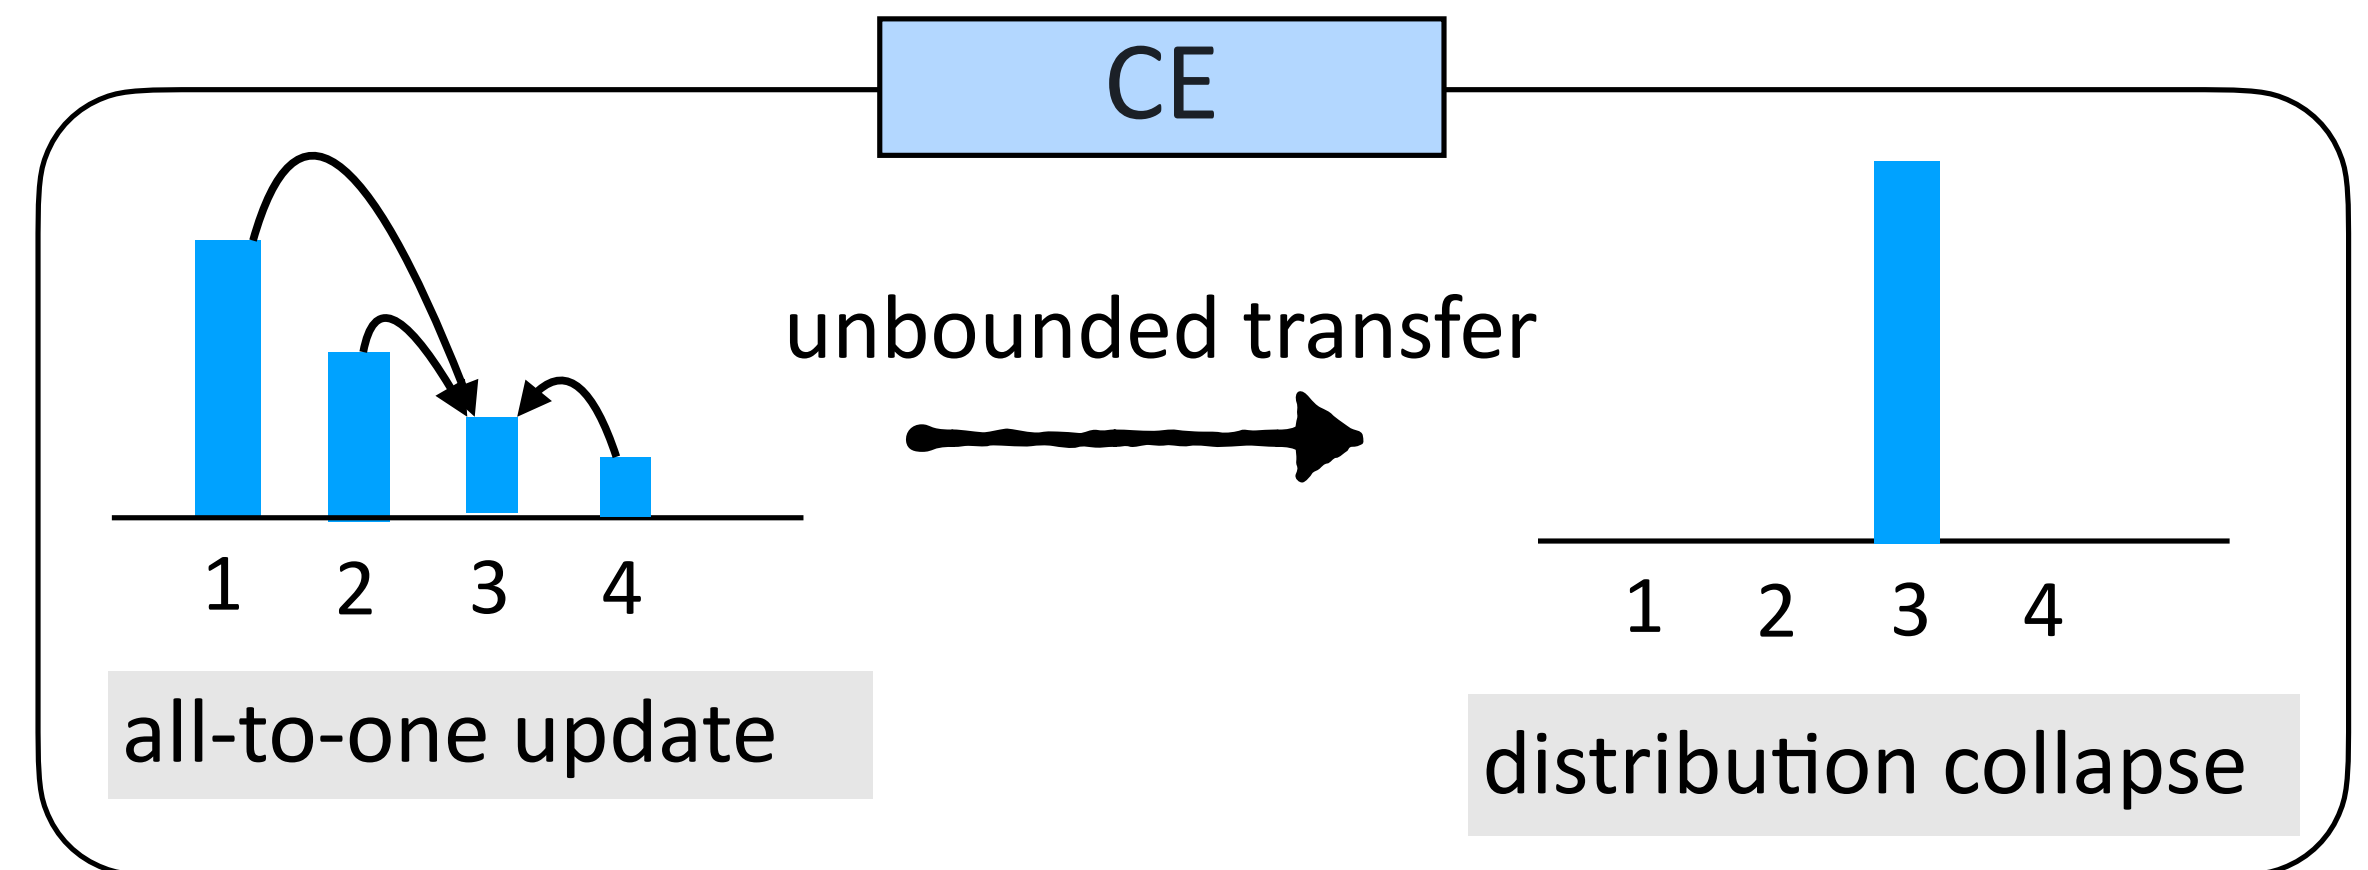 CE
unbounded transfer
1 2 3 4
1 2 3 4
all-to-one update
distribution collapse